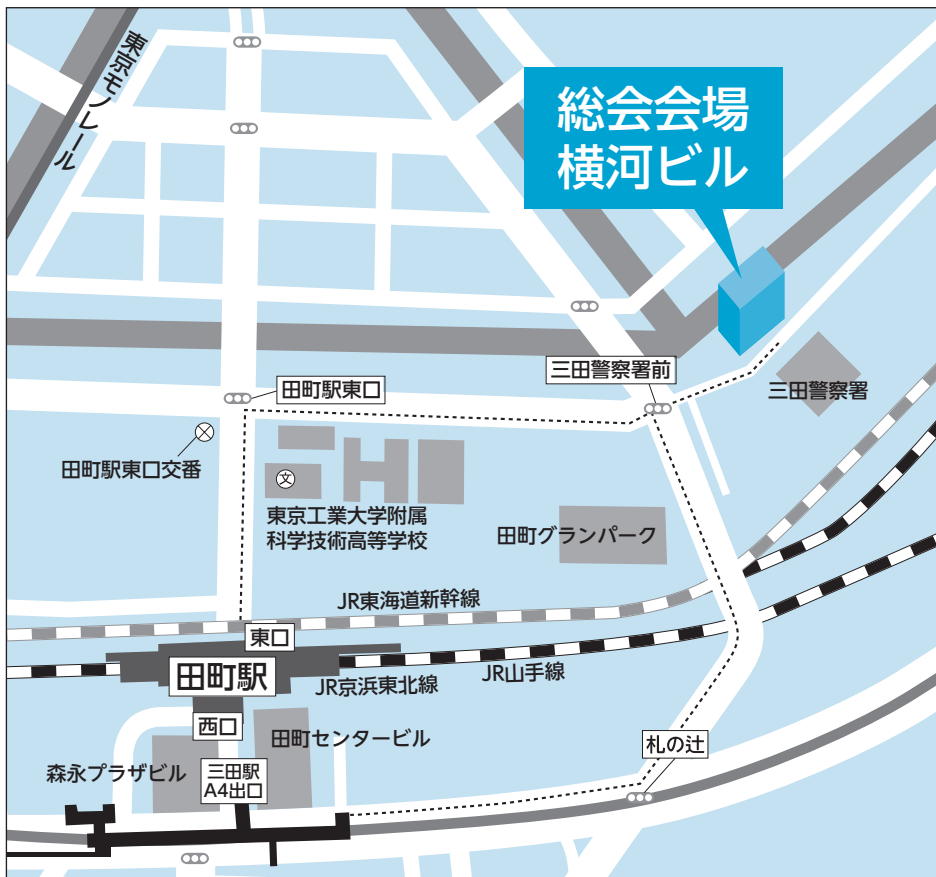 東京モノレール
総会会場
横河ビル
三田警察署前
田町駅東口
三田警察署
田町駅東口交番
文
東京工業大学附属
科学技術高等学校
田町グランパーク
JR東海道新幹線
東口
田町駅
JR京浜東北線
JR山手線
西口
田町センタービル
札の辻
森永プラザビル
三田駅
A4出口